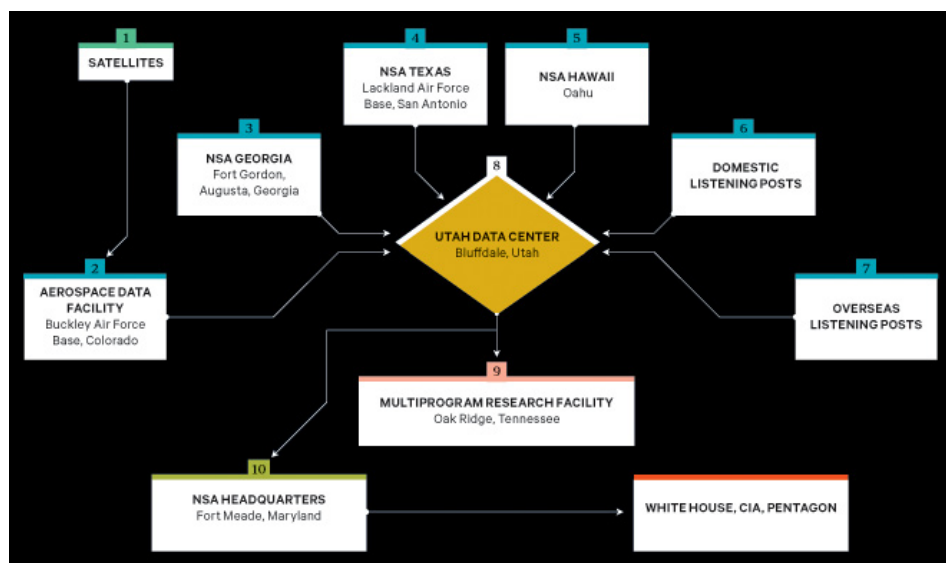 1
SATELLITES
4
NSA TEXAS
Lackland Air Force
Base, San Antonio
5
NSA HAWAII
Oahu
3
NSA GEORGIA
Fort Gordon,
Augusta, Georgia
6
DOMESTIC
LISTENING POSTS
8
UTAH DATA CENTER
Bluffdale, Utah
2
AEROSPACE DATA
FACILITY
Buckley Air Force
Base, Colorado
7
OVERSEAS
LISTENING POSTS
9
MULTIPROGRAM RESEARCH FACILITY
Oak Ridge, Tennessee
10
NSA HEADQUARTERS
Fort Meade, Maryland
WHITE HOUSE, CIA, PENTAGON